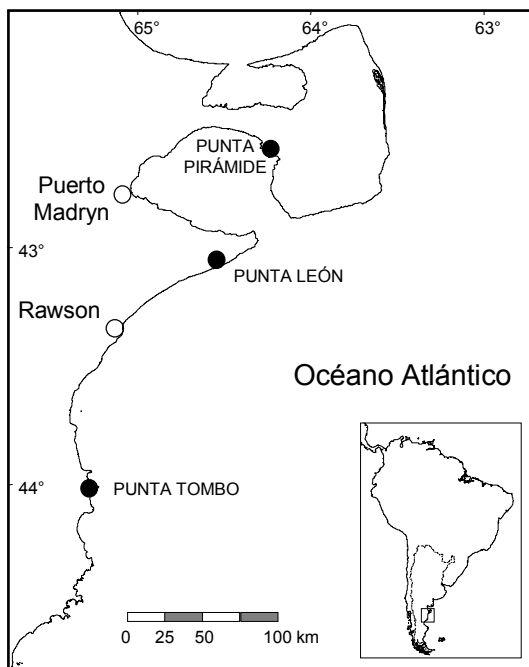 65° 64° 63°
PUNTA
PIRÁMIDE
Puerto
Madryn
43°
PUNTA LEÓN
Rawson
Océano Atlántico
44°
PUNTA TOMBO
0 25 50 100 km